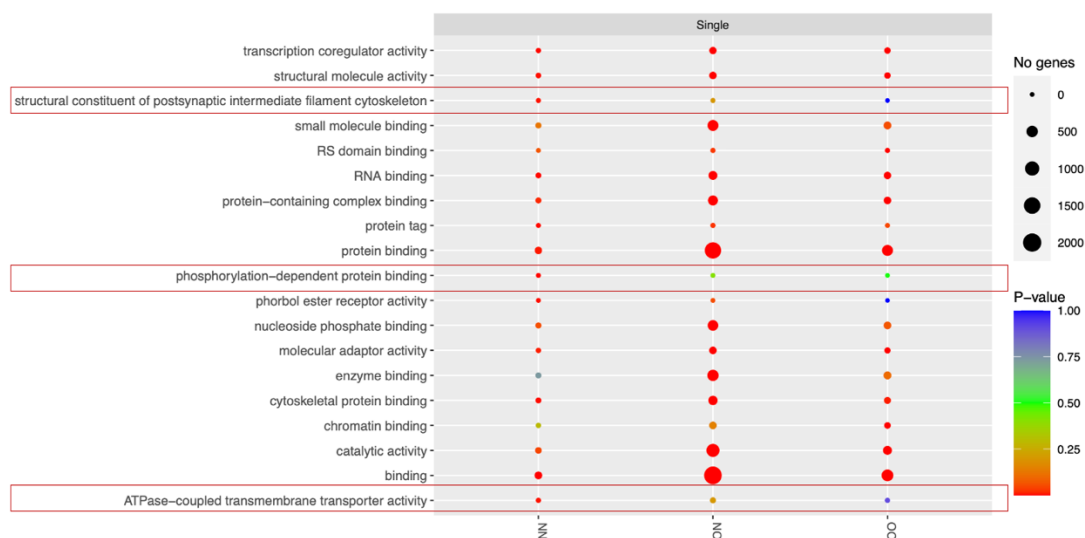 Single
transcription coregulator activity
structural molecule activity
structural constituent of postsynaptic intermediate filament cytoskeleton
small molecule binding
RS domain binding
RNA binding
protein−containing complex binding
protein tag
protein binding
phosphorylation−dependent protein binding
phorbol ester receptor activity
nucleoside phosphate binding
molecular adaptor activity
enzyme binding
cytoskeletal protein binding
chromatin binding
catalytic activity
binding
ATPase−coupled transmembrane transporter activity
NN
NC
OC
No genes
0
500
1000
1500
2000
P−value
1.00
0.75
0.50
0.25